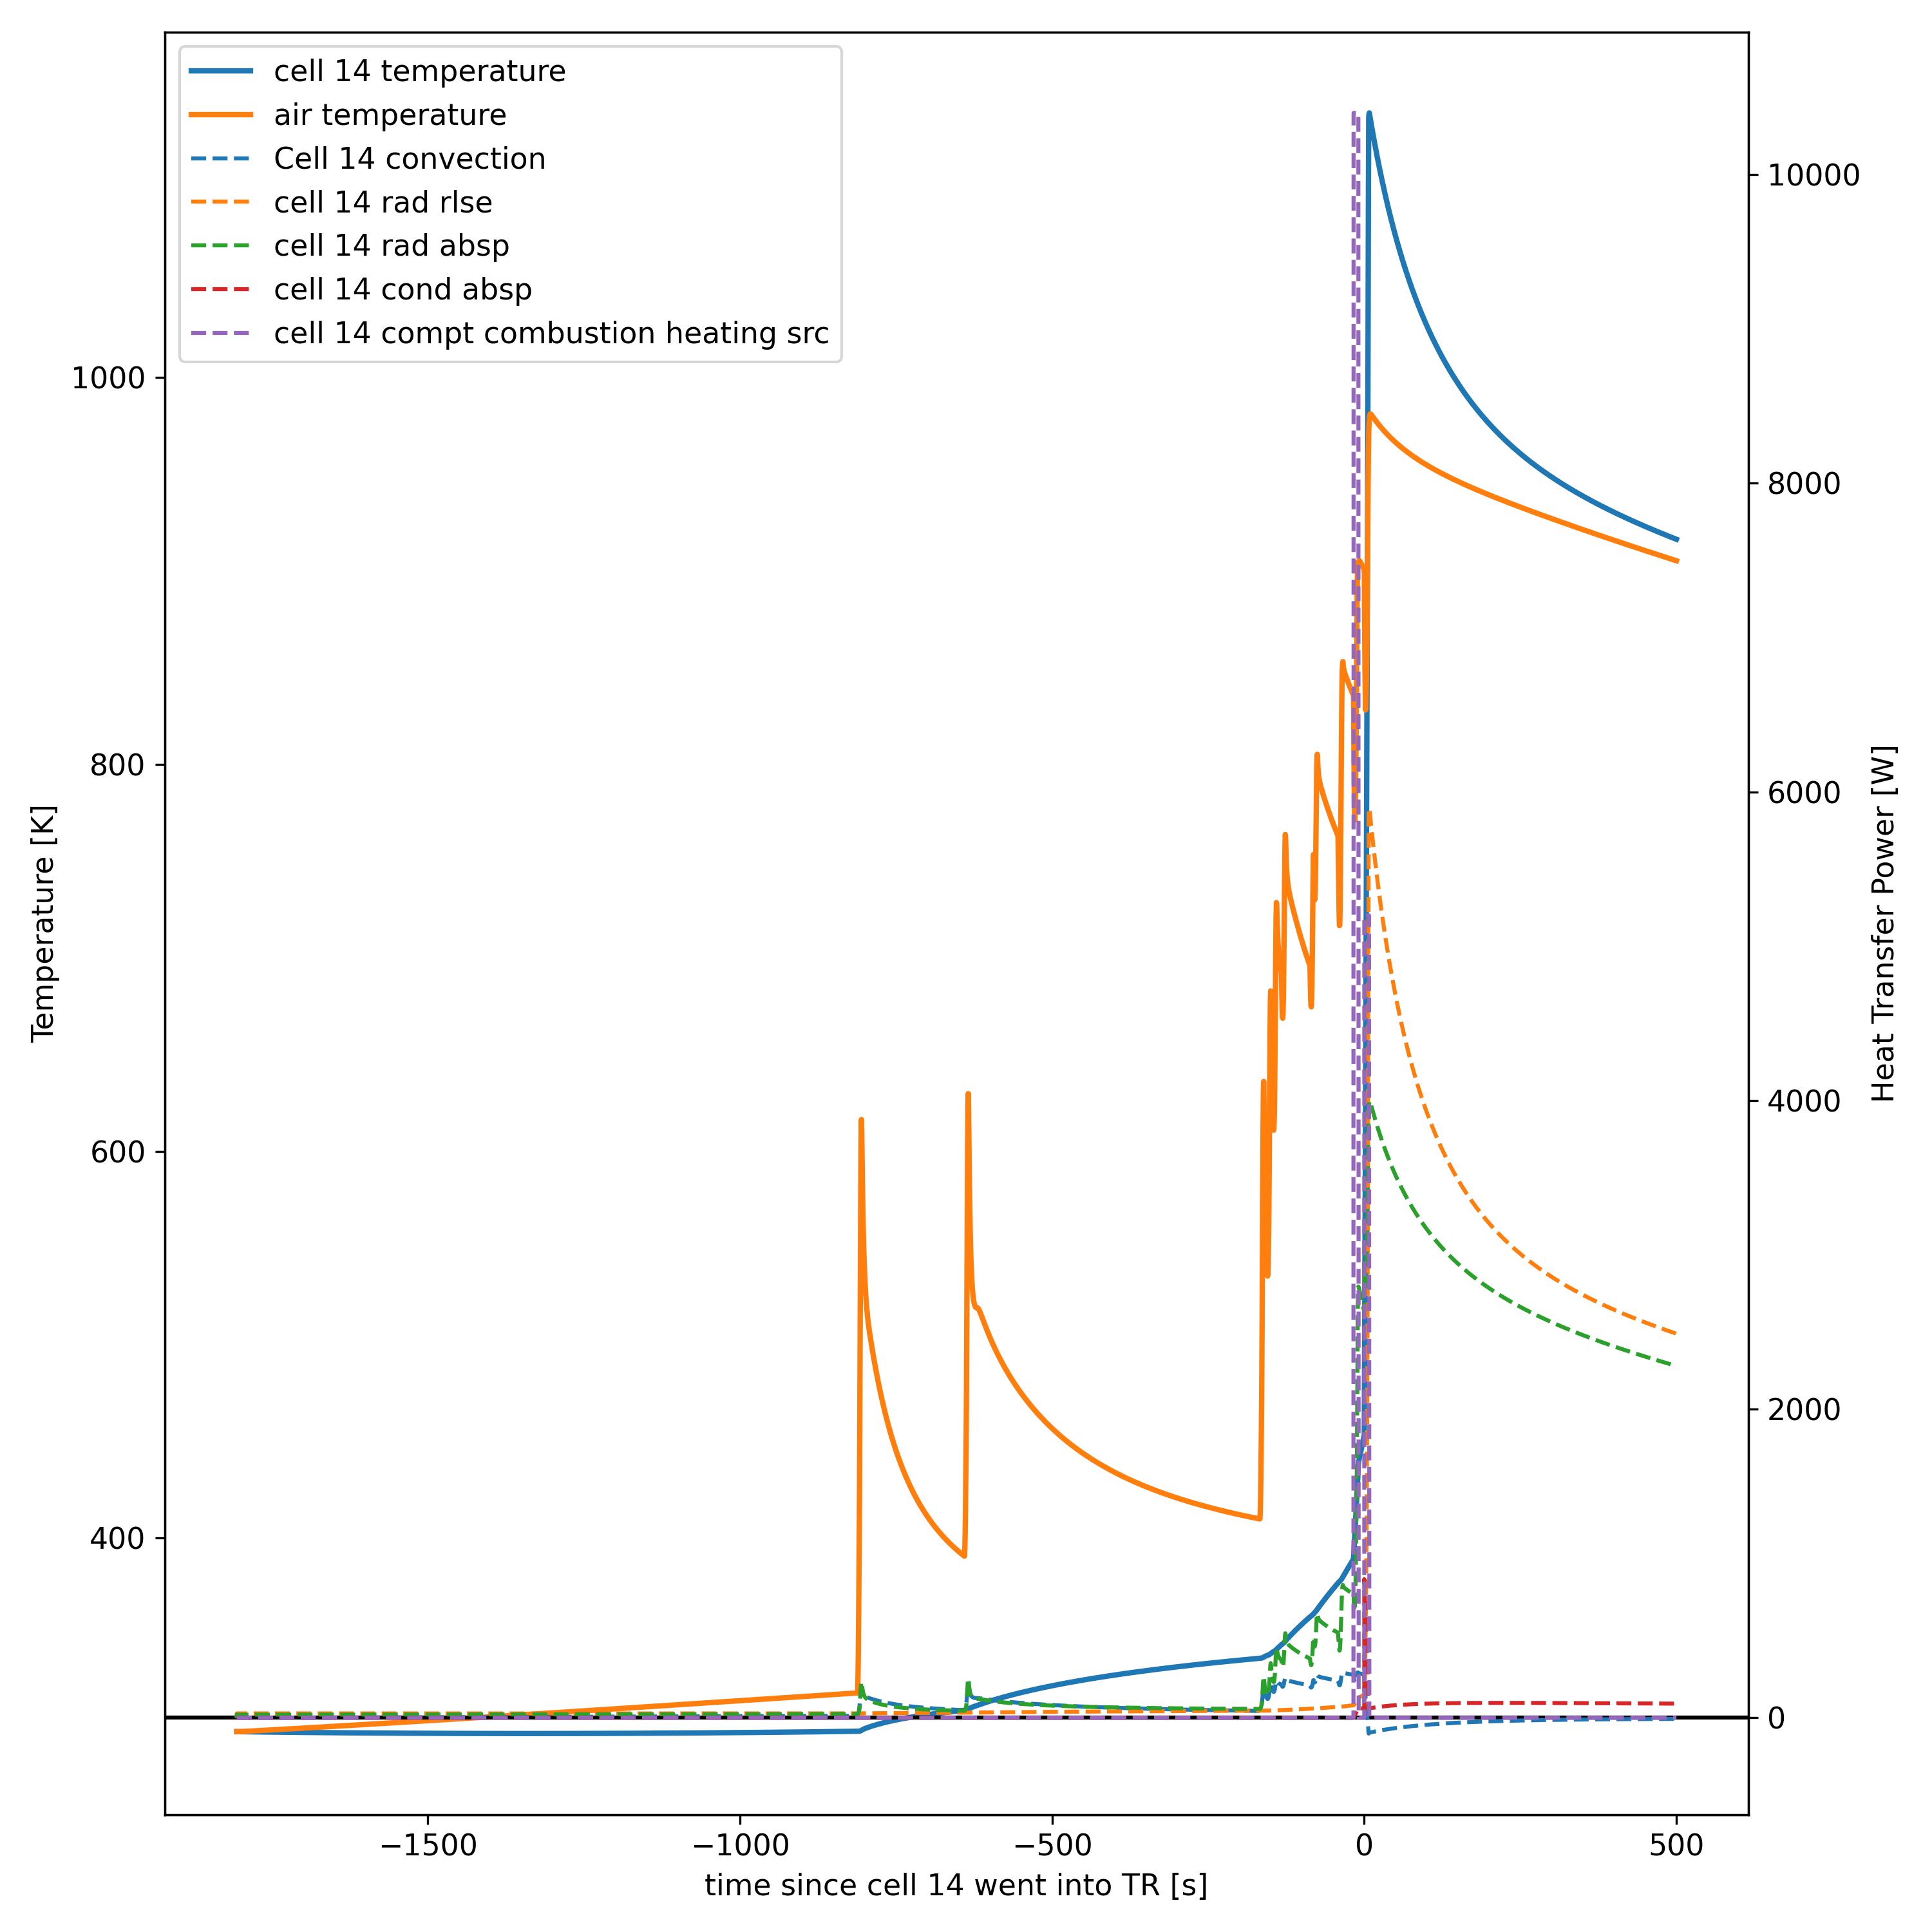 cell 14 temperature
air temperature
Cell 14 convection
cell 14 rad rlse
cell 14 rad absp
cell 14 cond absp
cell 14 compt combustion heating src
1000
800
600
400
Temperature [K]
10000
8000
6000
4000
2000
0
Heat Transfer Power [W]
−1500
−1000
−500
0
500
time since cell 14 went into TR [s]